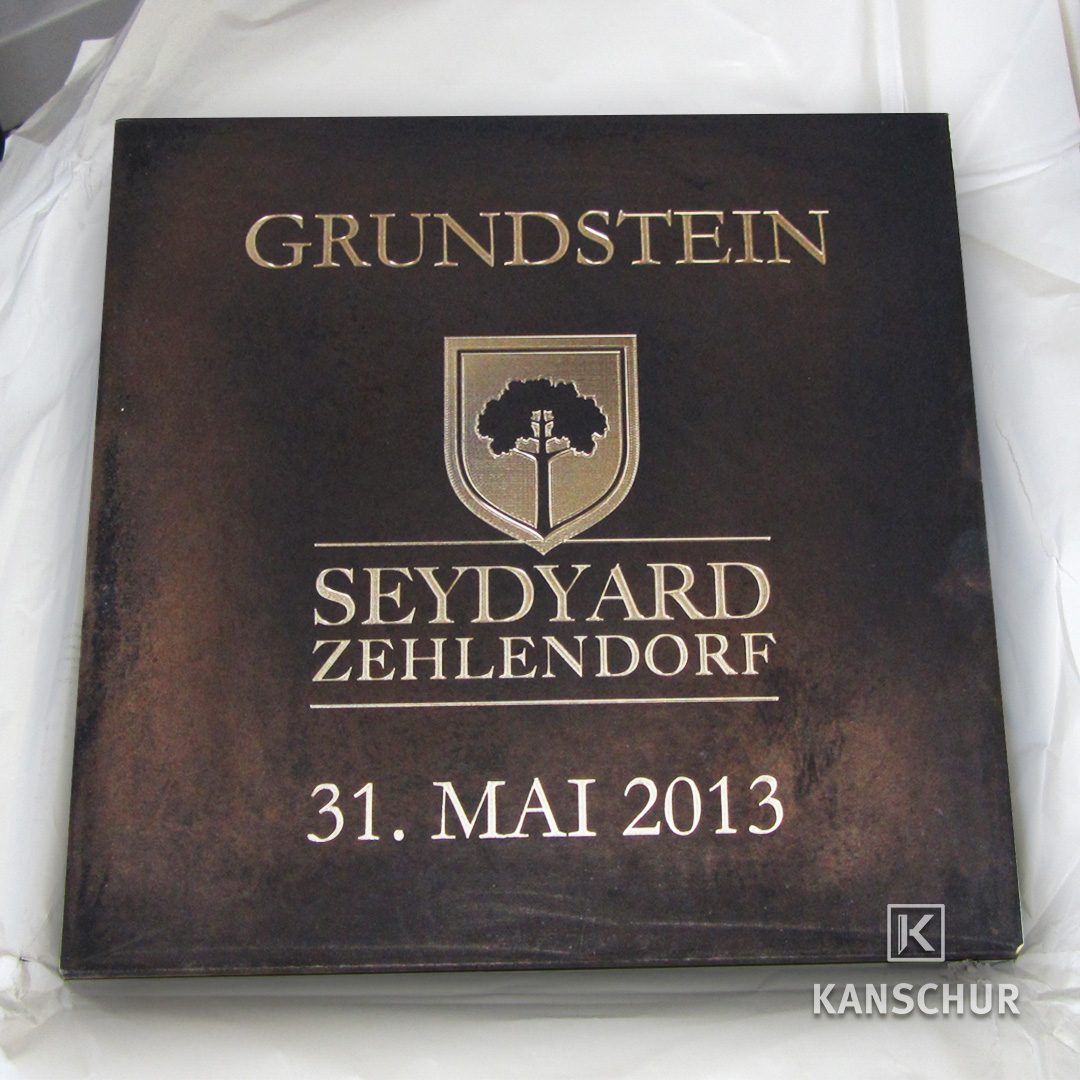 GRUNDSTEIN
SEYDYARD
ZEHLENDORF
31. MAI 2013
K
KANSCHUR